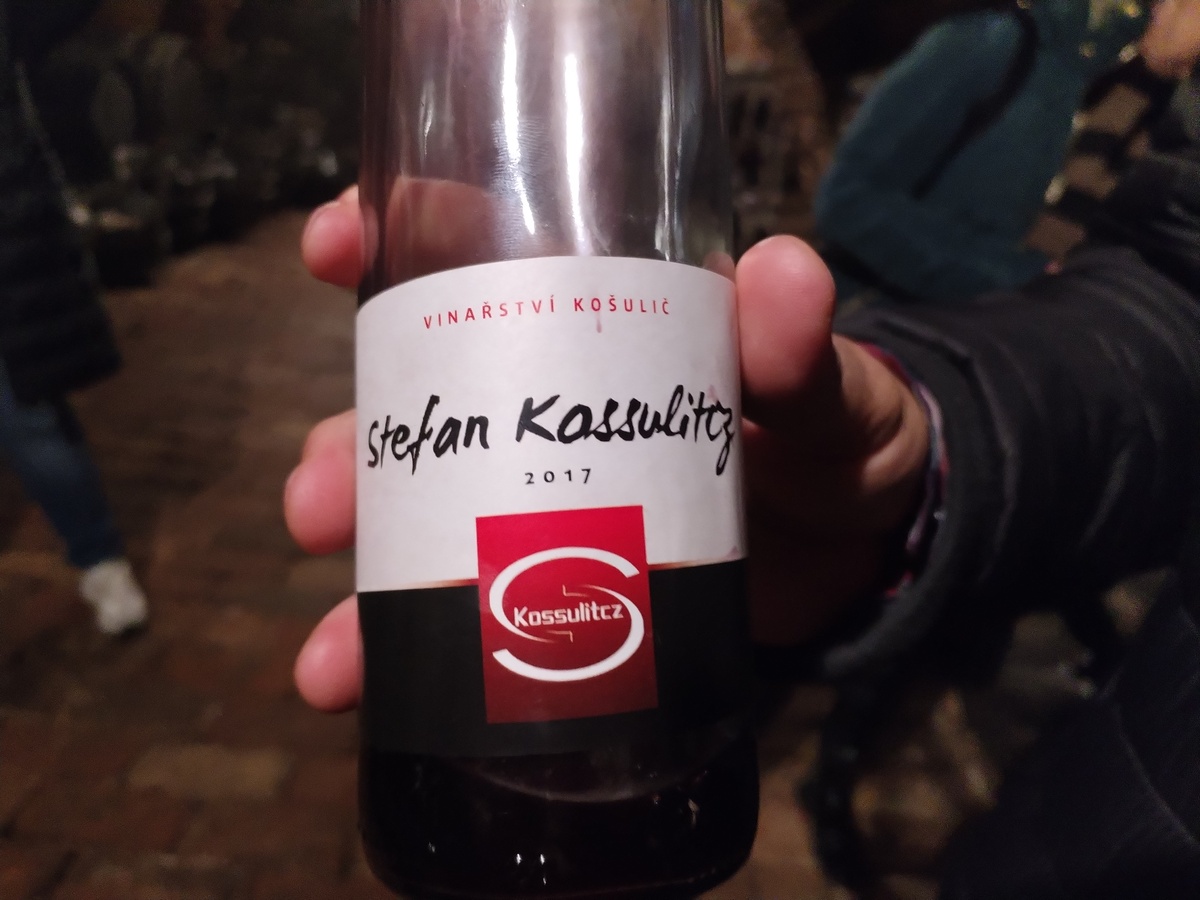 VINAŘSTVÍ KOŠULIČ
Stefan Kossulitcz
2017
Kossulitcz